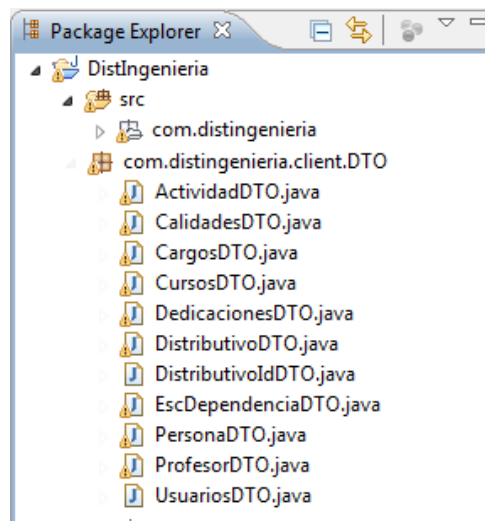 Package Explorer
DistIngenieria
src
com.distingenieria
com.distingenieria.client.DTO
ActividadDTO.java
CalidadesDTO.java
CargosDTO.java
CursosDTO.java
DedicacionesDTO.java
DistributivoDTO.java
DistributivoIdDTO.java
EscDependenciaDTO.java
PersonaDTO.java
ProfesorDTO.java
UsuariosDTO.java